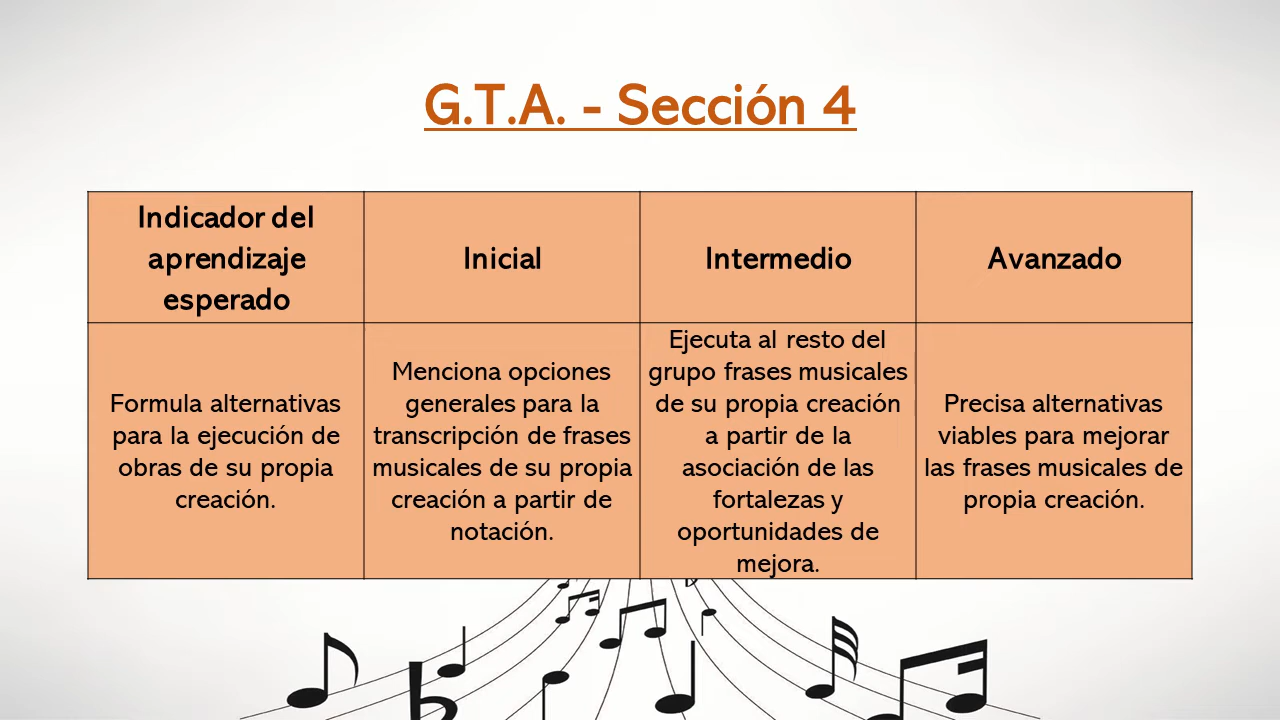 G.T.A. - Sección 4
Indicador del
aprendizaje
esperado
Inicial
Intermedio
Avanzado
Formula alternativas
para la ejecución de
obras de su propia
creación.
Menciona opciones
generales para la
transcripción de frases
musicales de su propia
creación a partir de
notación.
Ejecuta al resto del
grupo frases musicales
de su propia creación
a partir de la
asociación de las
fortalezas y
oportunidades de
mejora.
Precisa alternativas
viables para mejorar
las frases musicales de
propia creación.